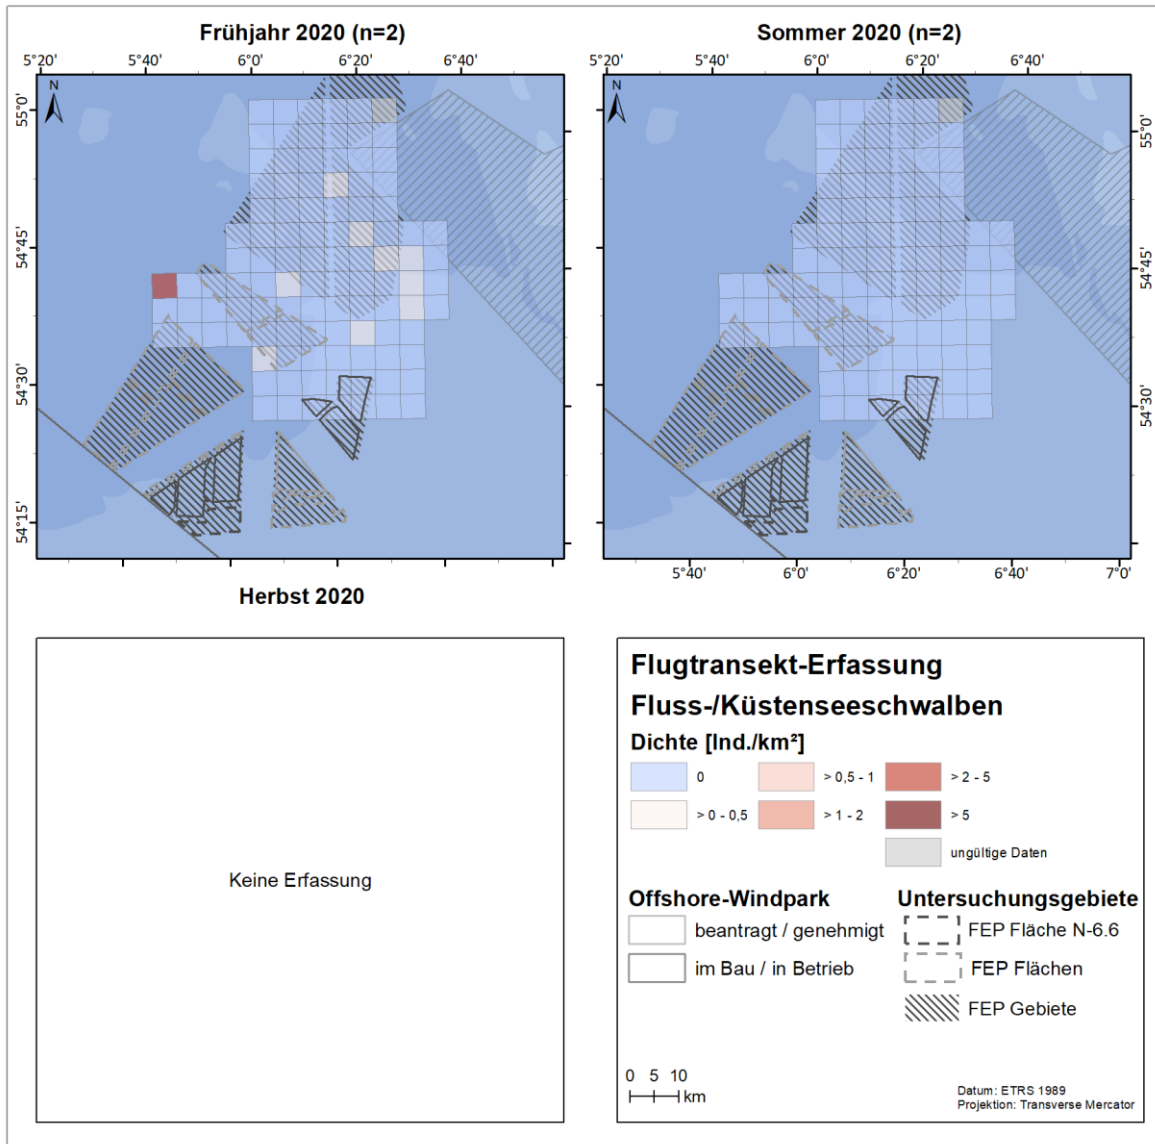 Frühjahr 2020 (n=2)
Sommer 2020 (n=2)
5°20' 5°40' 6°0' 6°20' 6°40'
5°40' 6°0' 6°20' 6°40'
N
N
55°0'
54°45'
54°30'
54°15'
55°0'
54°45'
54°30'
5°40' 6°0' 6°20' 6°40' 7°0'
Herbst 2020
Keine Erfassung
Flugtransekt-Erfassung
Fluss-/Küstenseeschwalben
Dichte [Ind./km²]
0 > 0,5 - 1 > 2 - 5
> 0 - 0,5 > 1 - 2 > 5
ungültige Daten
Offshore-Windpark
beantragt / genehmigt
im Bau / in Betrieb
Untersuchungsgebiete
FEP Fläche N-6.6
FEP Flächen
FEP Gebiete
0 5 10
km
Datum: ETRS 1989
Projektion: Transverse Mercator